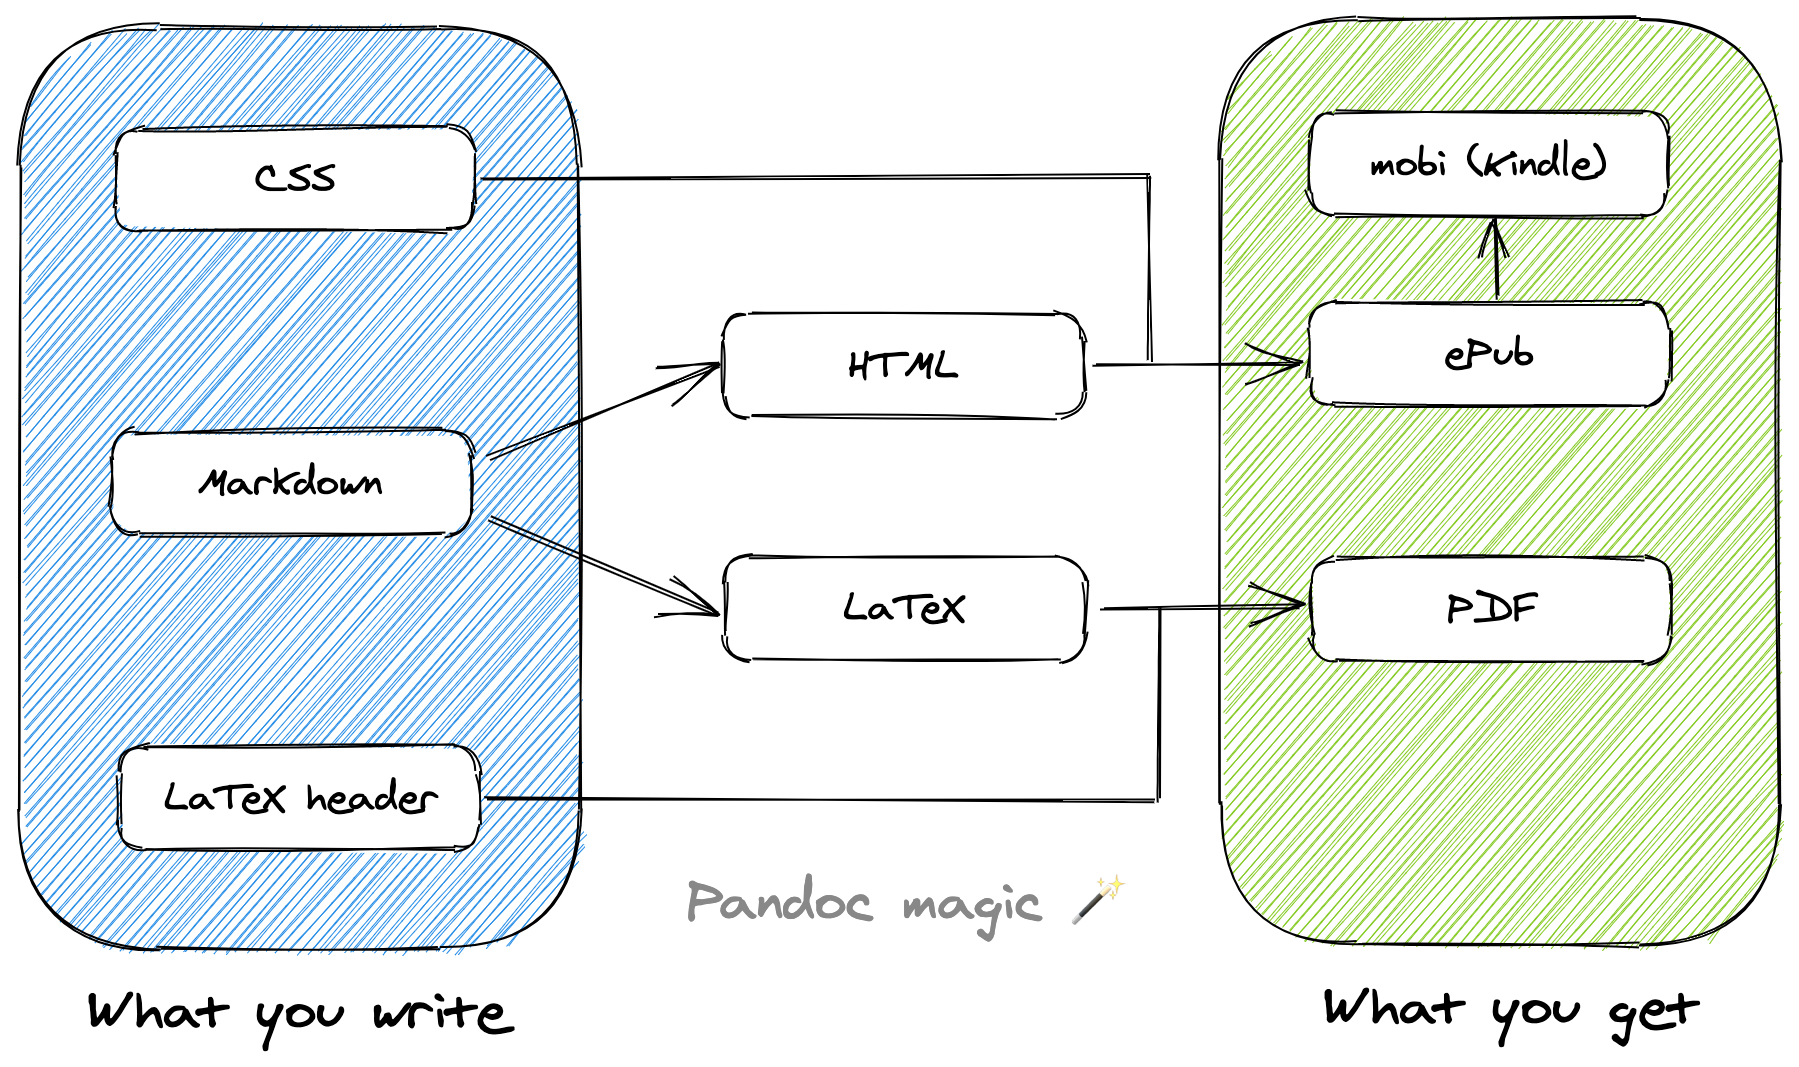 CSS
mobi (Kindle)
HTML
ePub
Markdown
LaTeX
PDF
LaTeX header
Pandoc magic
What you write
What you get